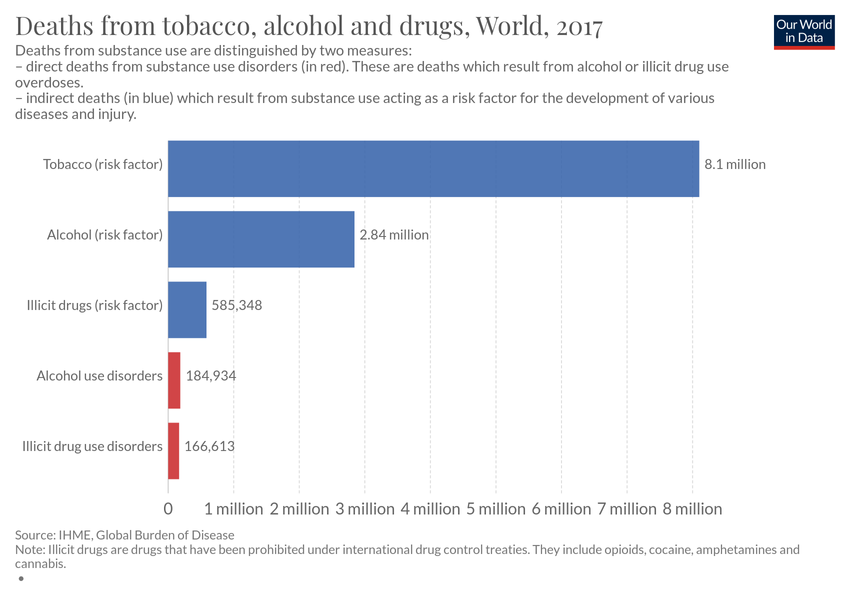 Deaths from tobacco, alcohol and drugs, World, 2017
Our World
in Data
Deaths from substance use are distinguished by two measures:
– direct deaths from substance use disorders (in red). These are deaths which result from alcohol or illicit drug use
overdoses.
– indirect deaths (in blue) which result from substance use acting as a risk factor for the development of various
diseases and injury.
Tobacco (risk factor) 8.1 million
Alcohol (risk factor) 2.84 million
Illicit drugs (risk factor) 585,348
Alcohol use disorders 184,934
Illicit drug use disorders 166,613
0 1 million 2 million 3 million 4 million 5 million 6 million 7 million 8 million
Source: IHME, Global Burden of Disease
Note: Illicit drugs are drugs that have been prohibited under international drug control treaties. They include opioids, cocaine, amphetamines and
cannabis.
•